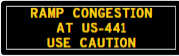 RAMP CONGESTION
AT US-441
USE CAUTION